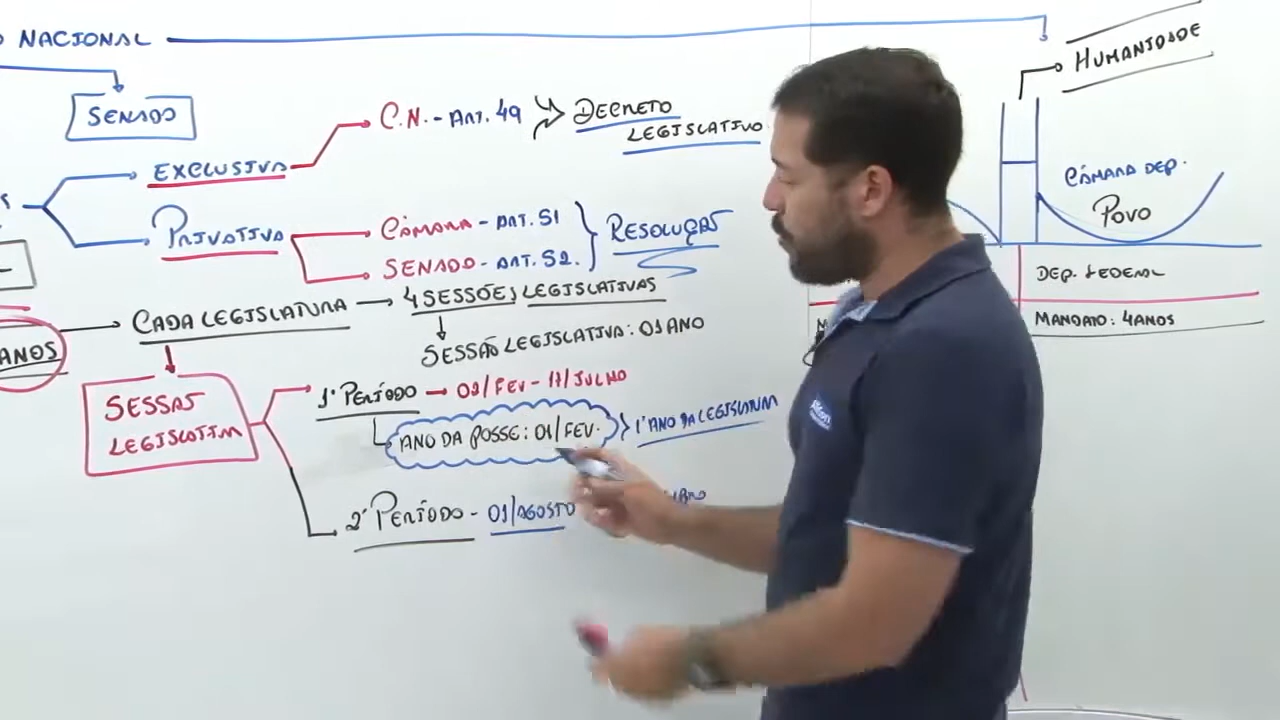 NACIONAL
HUMANIDADE
SENADO
C.N. - ART. 49
DECRETO
LEGISLATIVO
EXCLUSIVA
CÂMARA DEP.
POVO
PRIVATIVA
CÂMARA - ART. 51
SENADO - ART. 52.
RESOLUÇÃO
DEP. FEDERAL
MANDATO: 4 ANOS
CADA LEGISLATURA → 4 SESSÕES LEGISLATIVAS
SESSÃO LEGISLATIVA: 01 ANO
ANOS
SESSÃO
LEGISLATIVA
1º PERÍODO → 02/FEV - 17/JULHO
ANO DA POSSE: 01/FEV.
1º ANO DA LEGISLATURA
2º PERÍODO - 01/AGOSTO